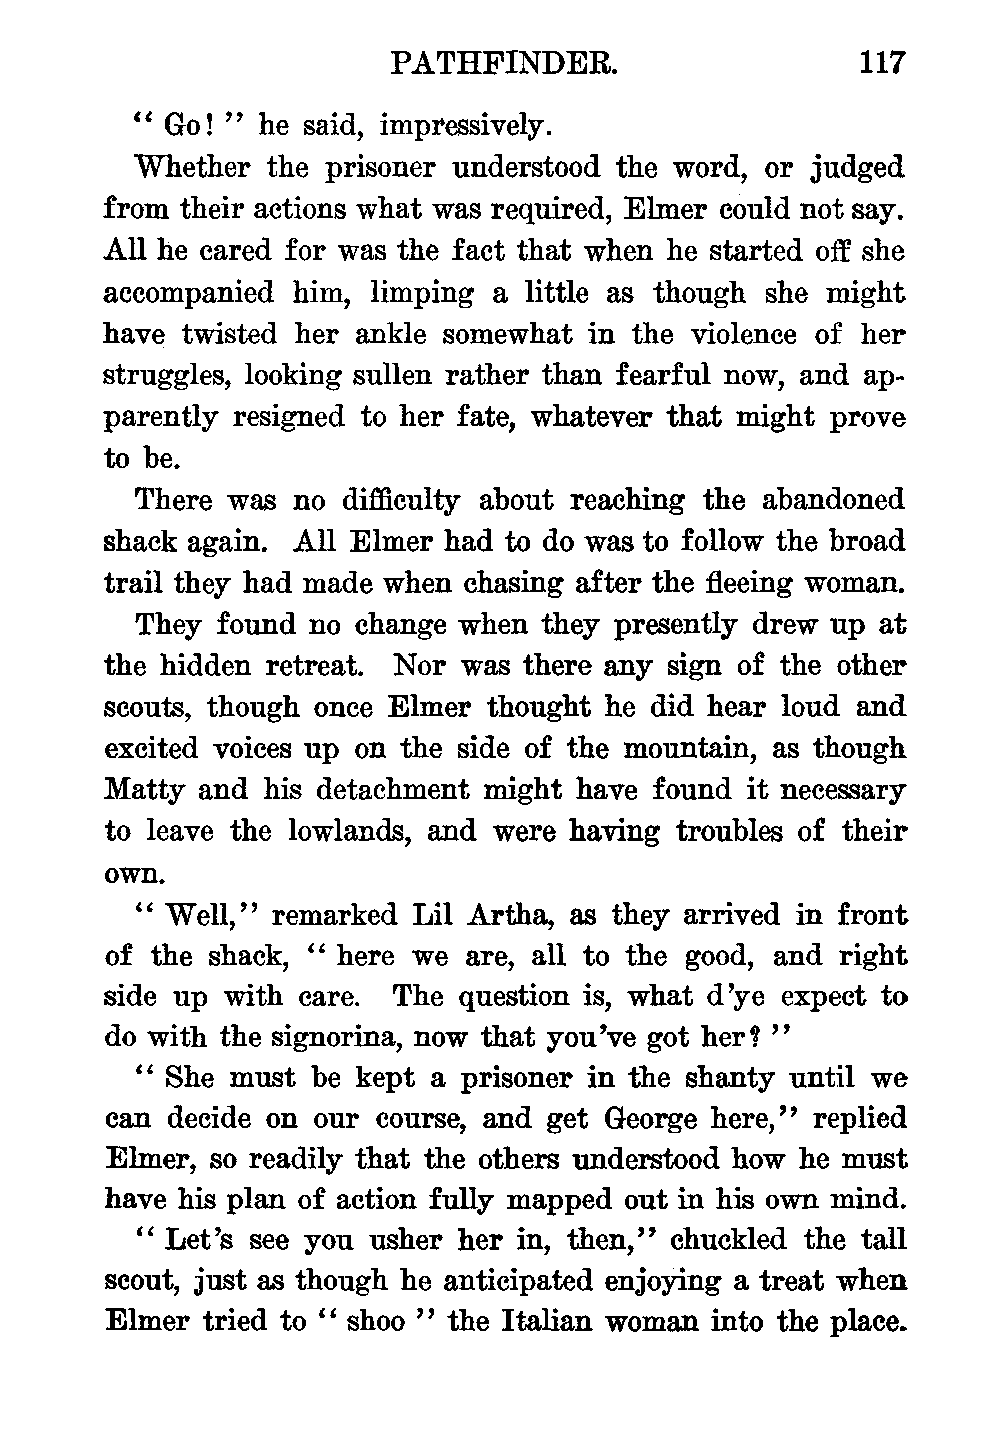 PATHFINDER. 117
“ Go! ” he said, impressively.
Whether the prisoner understood the word, or judged
from their actions what was required, Elmer could not say.
All he cared for was the fact that when he started off she
accompanied him, limping a little as though she might
have twisted her ankle somewhat in the violence of her
struggles, looking sullen rather than fearful now, and ap-
parently resigned to her fate, whatever that might prove
to be.
There was no difficulty about reaching the abandoned
shack again. All Elmer had to do was to follow the broad
trail they had made when chasing after the fleeing woman.
They found no change when they presently drew up at
the hidden retreat. Nor was there any sign of the other
scouts, though once Elmer thought he did hear loud and
excited voices up on the side of the mountain, as though
Matty and his detachment might have found it necessary
to leave the lowlands, and were having troubles of their
own.
“ Well,” remarked Lil Artha, as they arrived in front
of the shack, “ here we are, all to the good, and right
side up with care. The question is, what d’ye expect to
do with the signorina, now that you’ve got her? ”
“ She must be kept a prisoner in the shanty until we
can decide on our course, and get George here,” replied
Elmer, so readily that the others understood how he must
have his plan of action fully mapped out in his own mind.
“ Let’s see you usher her in, then,” chuckled the tall
scout, just as though he anticipated enjoying a treat when
Elmer tried to “ shoo ” the Italian woman into the place.